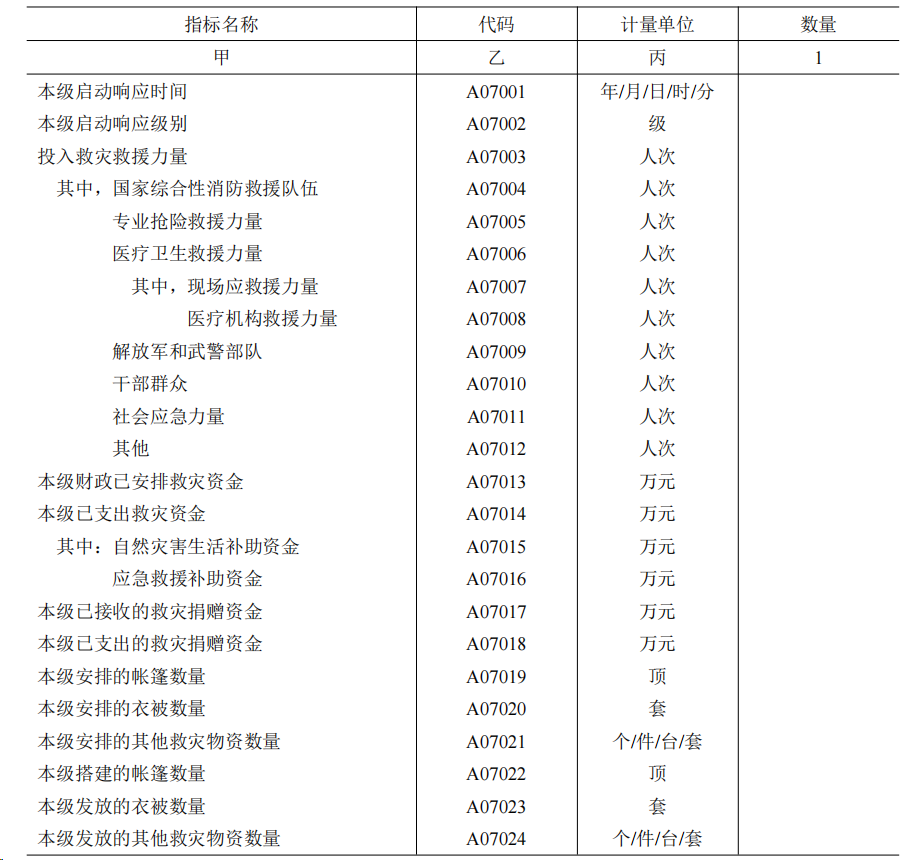 指标名称 代码 计量单位 数量
甲 乙 丙 1
本级启动响应时间 A07001 年/月/日/时/分
本级启动响应级别 A07002 级
投入救灾救援力量 A07003 人次
其中，国家综合性消防救援队伍 A07004 人次
专业抢险救援力量 A07005 人次
医疗卫生救援力量 A07006 人次
其中，现场应救援力量 A07007 人次
医疗机构救援力量 A07008 人次
解放军和武警部队 A07009 人次
干部群众 A07010 人次
社会应急力量 A07011 人次
其他 A07012 人次
本级财政已安排救灾资金 A07013 万元
本级已支出救灾资金 A07014 万元
其中：自然灾害生活补助资金 A07015 万元
应急救援补助资金 A07016 万元
本级已接收的救灾捐赠资金 A07017 万元
本级已支出的救灾捐赠资金 A07018 万元
本级安排的帐篷数量 A07019 顶
本级安排的衣被数量 A07020 套
本级安排的其他救灾物资数量 A07021 个/件/台/套
本级搭建的帐篷数量 A07022 顶
本级发放的衣被数量 A07023 套
本级发放的其他救灾物资数量 A07024 个/件/台/套